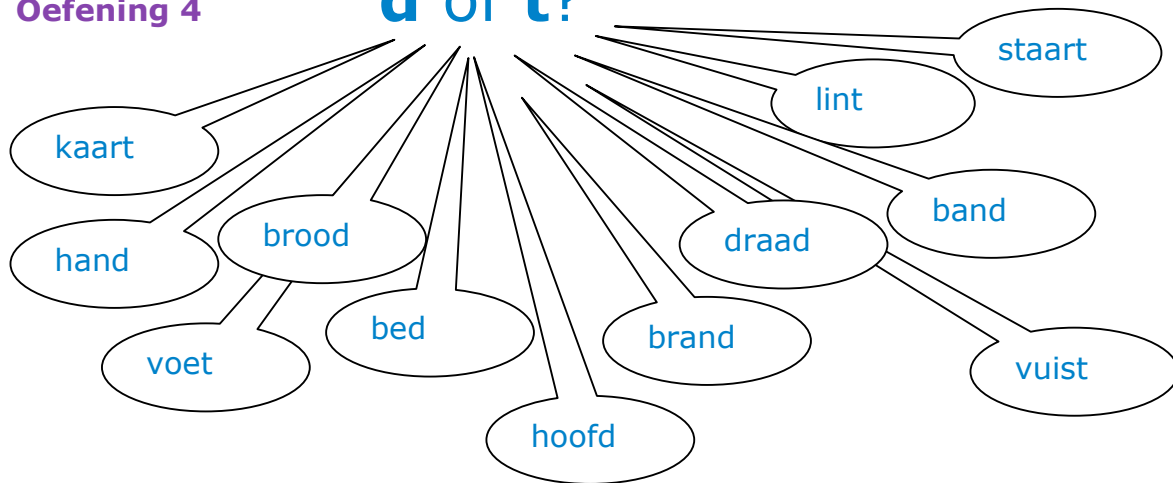 Oefening 4
d of t?
staart
lint
kaart
band
brood
draad
hand
bed
brand
voet
vuist
hoofd